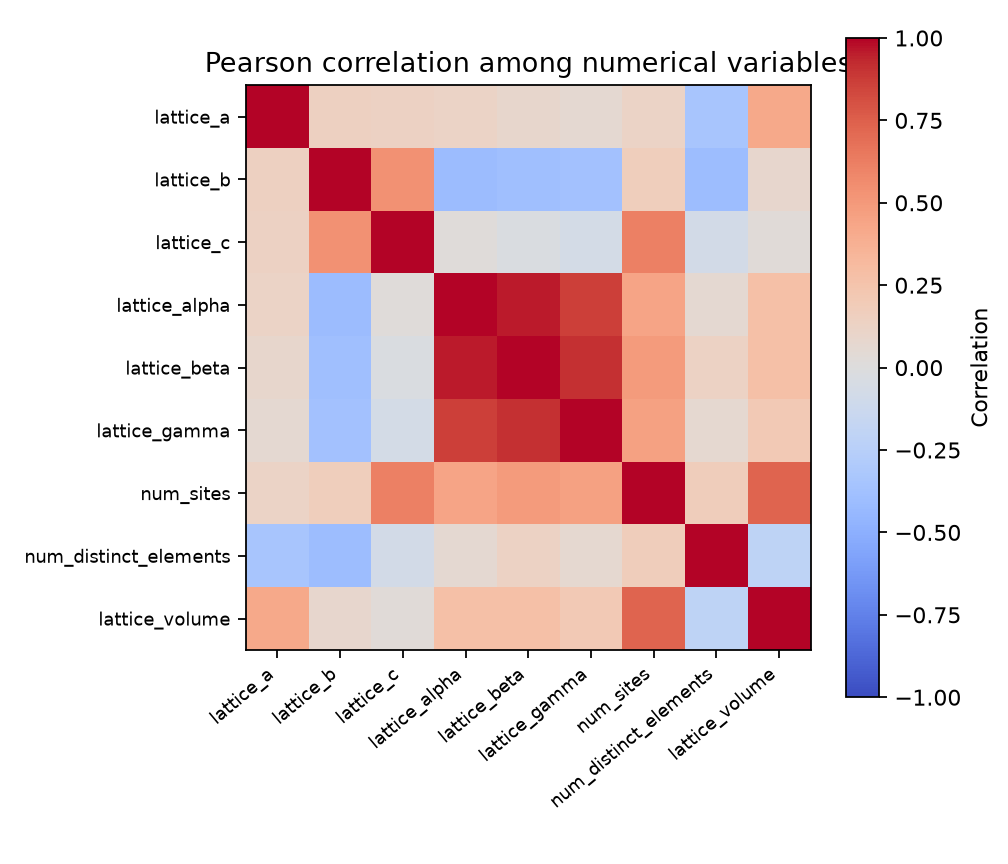 Pearson correlation among numerical variables
lattice_a
lattice_b
lattice_c
lattice_alpha
lattice_beta
lattice_gamma
num_sites
num_distinct_elements
lattice_volume
lattice_a
lattice_b
lattice_c
lattice_alpha
lattice_beta
lattice_gamma
num_sites
num_distinct_elements
lattice_volume
1.00
0.75
0.50
0.25
0.00
−0.25
−0.50
−0.75
−1.00
Correlation